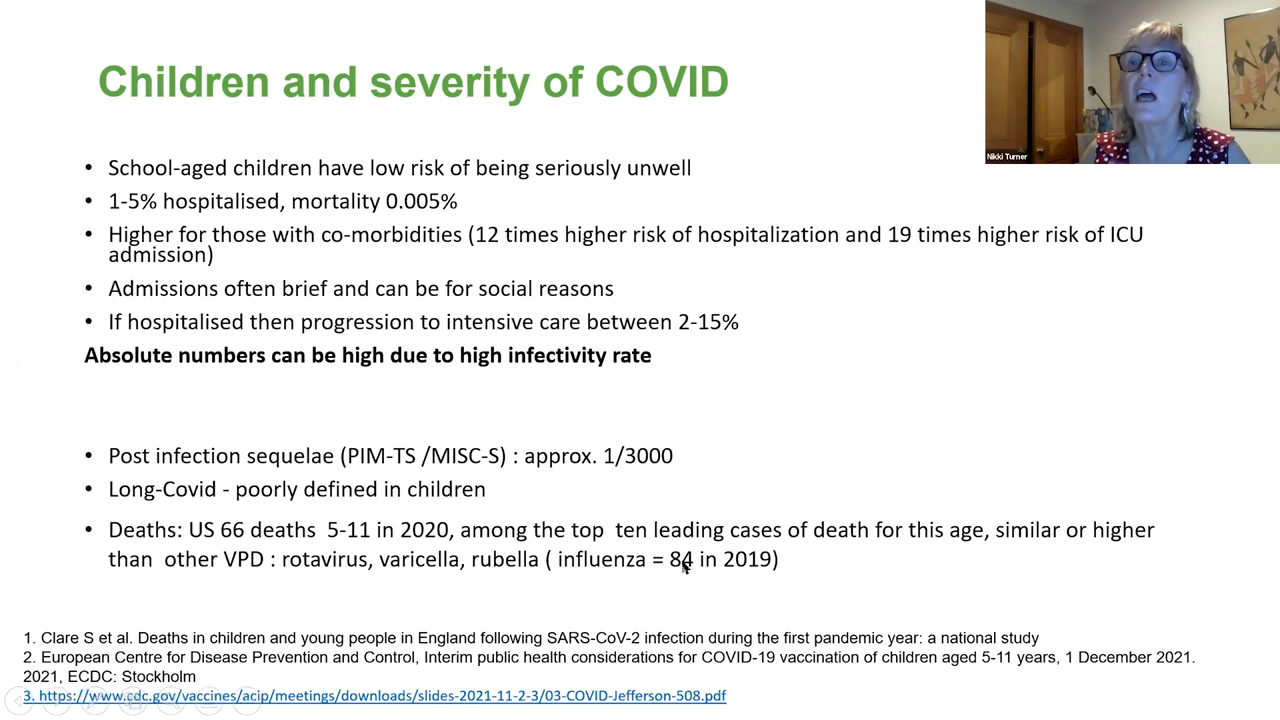 Children and severity of COVID
Nikki Turner
• School-aged children have low risk of being seriously unwell
• 1-5% hospitalised, mortality 0.005%
• Higher for those with co-morbidities (12 times higher risk of hospitalization and 19 times higher risk of ICU
admission)
• Admissions often brief and can be for social reasons
• If hospitalised then progression to intensive care between 2-15%
Absolute numbers can be high due to high infectivity rate
• Post infection sequelae (PIM-TS /MISC-S) : approx. 1/3000
• Long-Covid - poorly defined in children
• Deaths: US 66 deaths 5-11 in 2020, among the top ten leading cases of death for this age, similar or higher
than other VPD : rotavirus, varicella, rubella ( influenza = 84 in 2019)
1. Clare S et al. Deaths in children and young people in England following SARS-CoV-2 infection during the first pandemic year: a national study
2. European Centre for Disease Prevention and Control, Interim public health considerations for COVID-19 vaccination of children aged 5-11 years, 1 December 2021.
2021, ECDC: Stockholm
3. https://www.cdc.gov/vaccines/acip/meetings/downloads/slides-2021-11-2-3/03-COVID-Jefferson-508.pdf